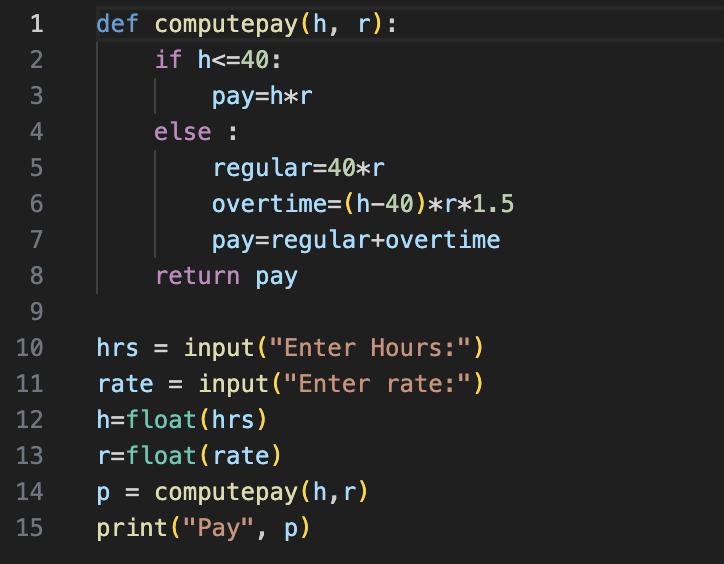 1 def computepay(h, r):
2     if h<=40:
3         pay=h*r
4     else :
5         regular=40*r
6         overtime=(h-40)*r*1.5
7         pay=regular+overtime
8     return pay
9
10 hrs = input("Enter Hours:")
11 rate = input("Enter rate:")
12 h=float(hrs)
13 r=float(rate)
14 p = computepay(h,r)
15 print("Pay", p)